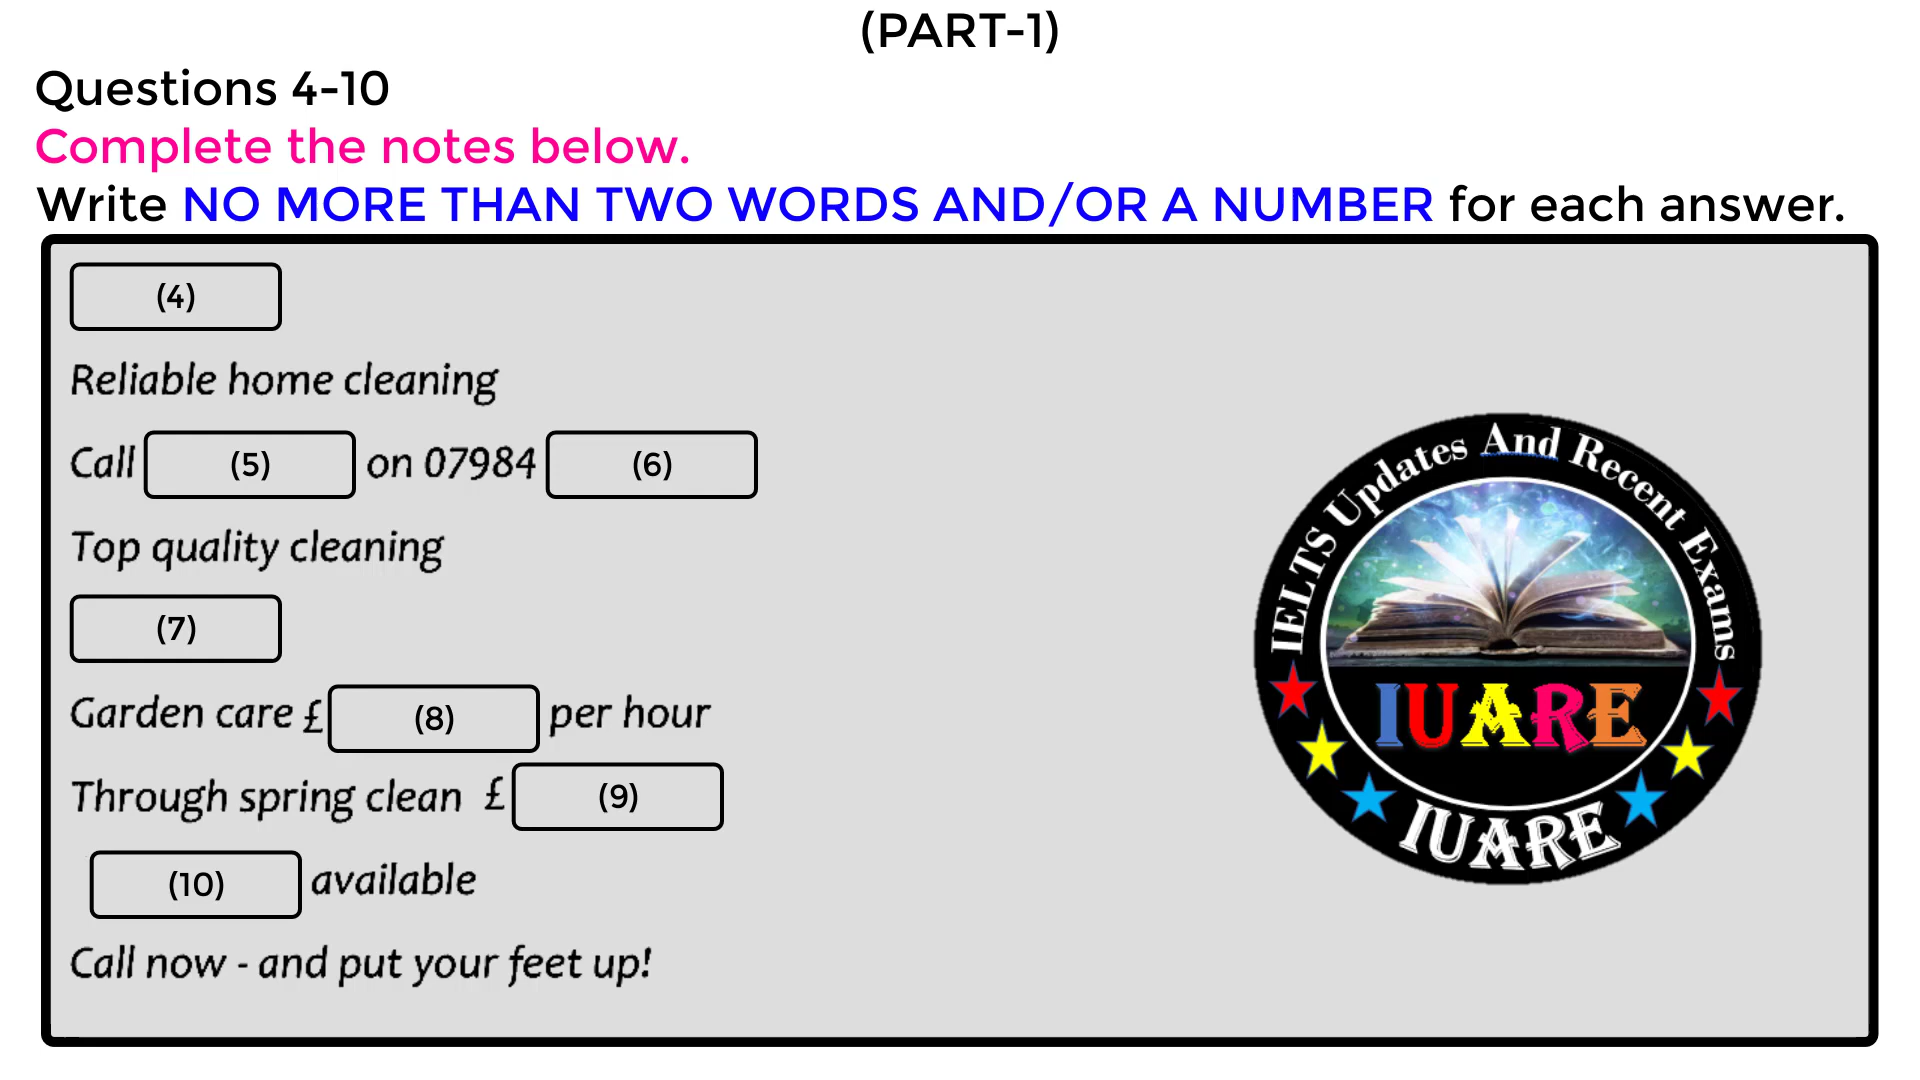 (PART-1)
Questions 4-10
Complete the notes below.
Write NO MORE THAN TWO WORDS AND/OR A NUMBER for each answer.
(4)
Reliable home cleaning
Call (5) on 07984 (6)
Top quality cleaning
(7)
Garden care £ (8) per hour
Through spring clean £ (9)
(10) available
Call now - and put your feet up!
IELTS Updates And Recent Exams
IUARE
IUARE